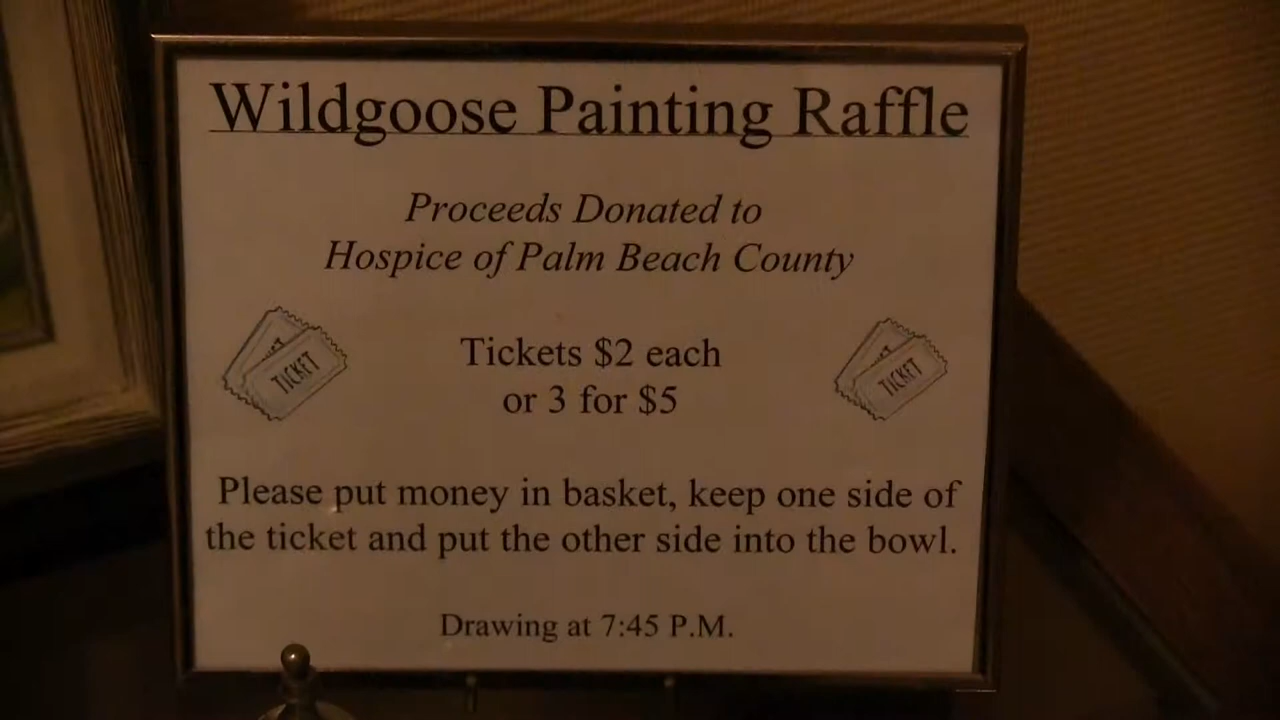 Wildgoose Painting Raffle
Proceeds Donated to
Hospice of Palm Beach County
TICKET
TICKET
Tickets $2 each
or 3 for $5
Please put money in basket, keep one side of
the ticket and put the other side into the bowl.
Drawing at 7:45 P.M.